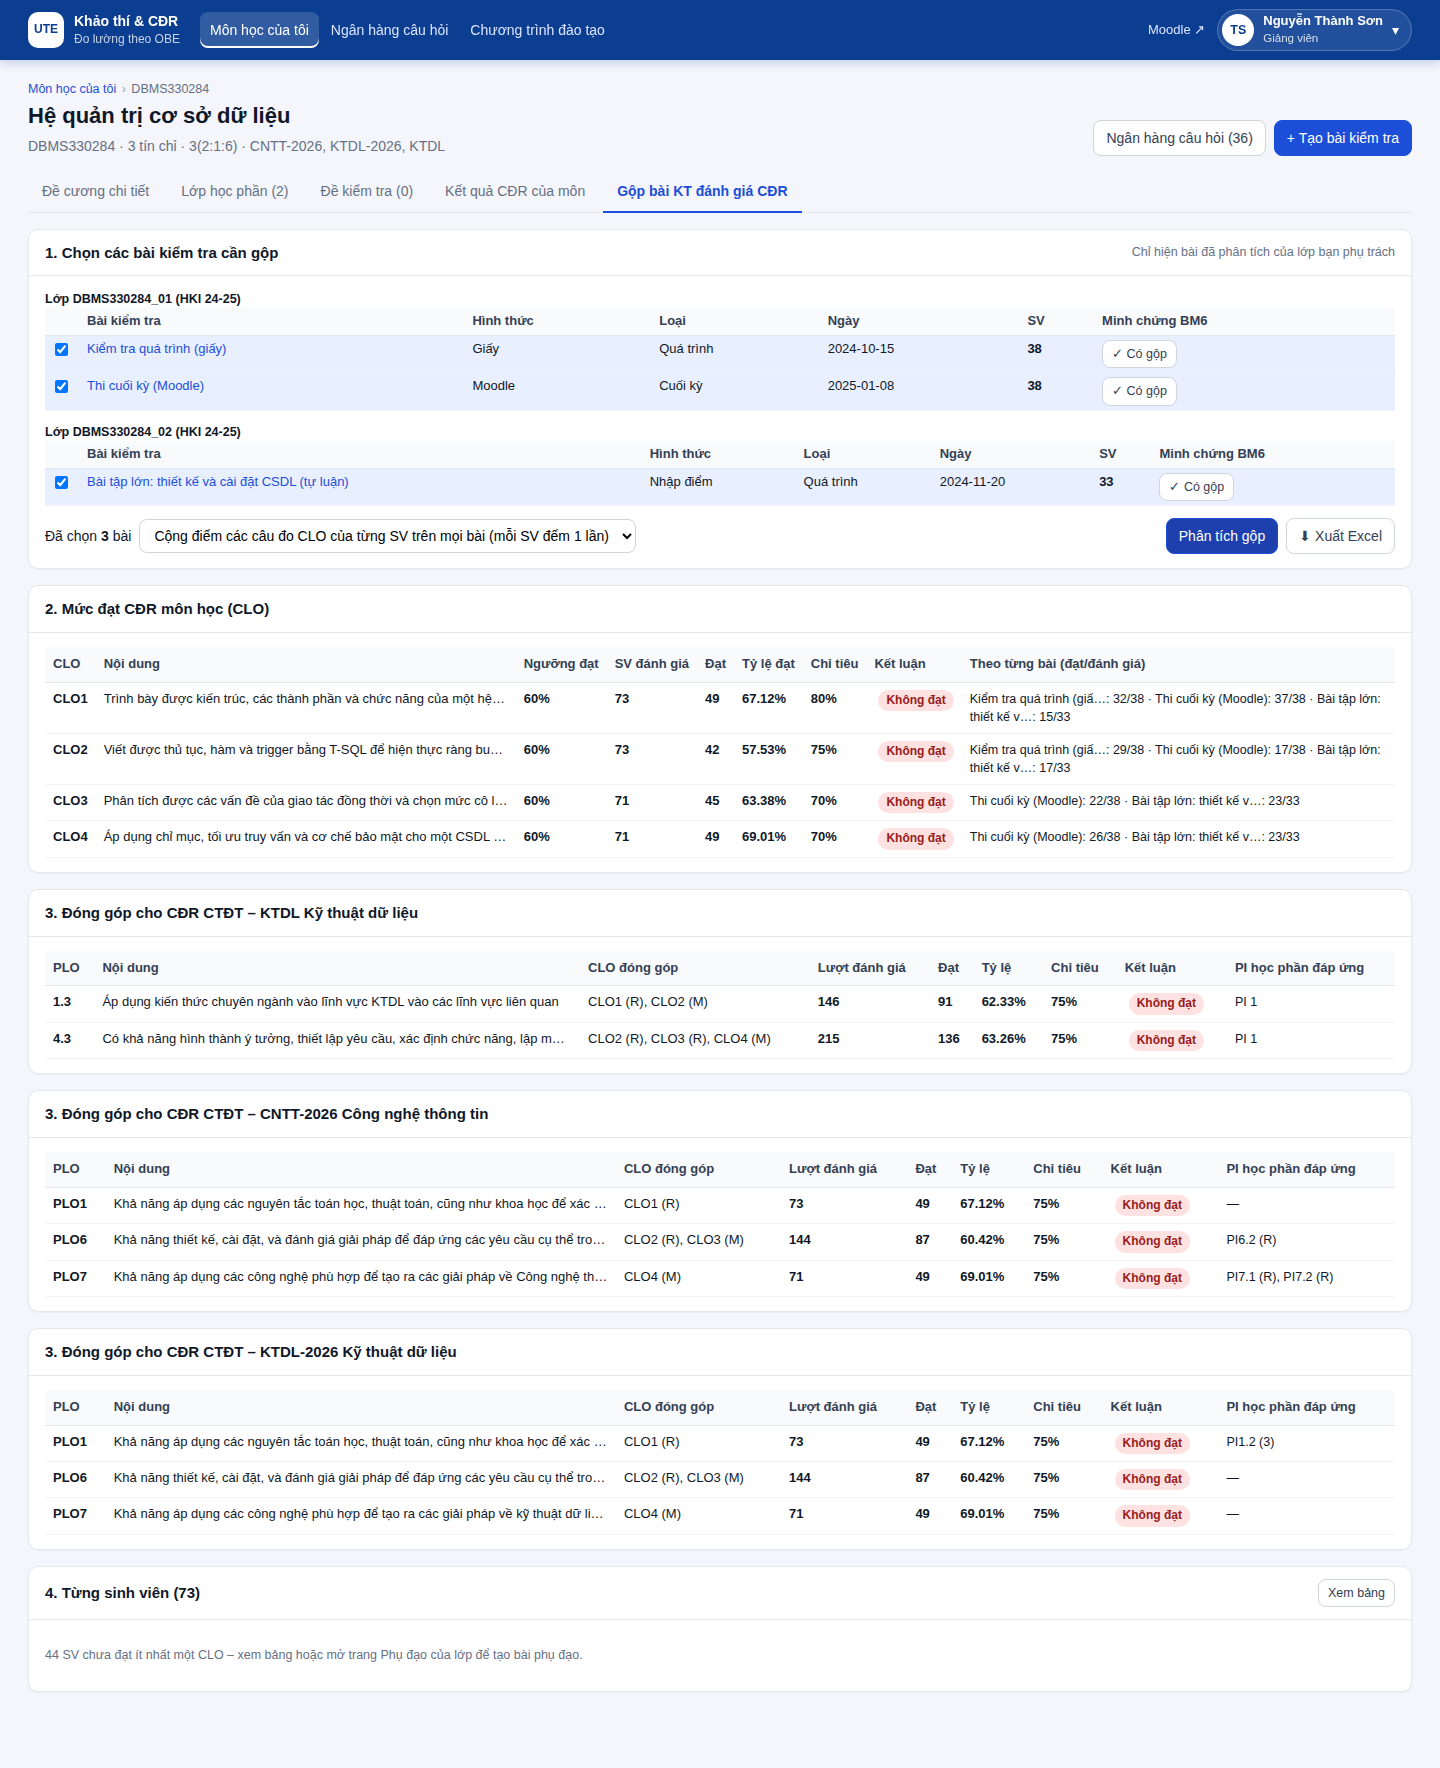 UTE
Khảo thí & CĐR
Đo lường theo OBE
Môn học của tôi
Ngân hàng câu hỏi
Chương trình đào tạo
Moodle ↗
TS
Nguyễn Thành Sơn
Giảng viên
▾
Môn học của tôi › DBMS330284
Hệ quản trị cơ sở dữ liệu
DBMS330284 · 3 tín chỉ · 3(2:1:6) · CNTT-2026, KTDL-2026, KTDL
Ngân hàng câu hỏi (36)
+ Tạo bài kiểm tra
Đề cương chi tiết
Lớp học phần (2)
Đề kiểm tra (0)
Kết quả CĐR của môn
Gộp bài KT đánh giá CĐR
1. Chọn các bài kiểm tra cần gộp
Chỉ hiện bài đã phân tích của lớp bạn phụ trách
Lớp DBMS330284_01 (HKI 24-25)
Bài kiểm tra Hình thức Loại Ngày SV Minh chứng BM6
Kiểm tra quá trình (giấy) Giấy Quá trình 2024-10-15 38 ✓ Có gộp
Thi cuối kỳ (Moodle) Moodle Cuối kỳ 2025-01-08 38 ✓ Có gộp
Lớp DBMS330284_02 (HKI 24-25)
Bài kiểm tra Hình thức Loại Ngày SV Minh chứng BM6
Bài tập lớn: thiết kế và cài đặt CSDL (tự luận) Nhập điểm Quá trình 2024-11-20 33 ✓ Có gộp
Đã chọn 3 bài
Cộng điểm các câu đo CLO của từng SV trên mọi bài (mỗi SV đếm 1 lần)
Phân tích gộp
⬇ Xuất Excel
2. Mức đạt CĐR môn học (CLO)
CLO Nội dung Ngưỡng đạt SV đánh giá Đạt Tỷ lệ đạt Chỉ tiêu Kết luận Theo từng bài (đạt/đánh giá)
CLO1 Trình bày được kiến trúc, các thành phần và chức năng của một hệ… 60% 73 49 67.12% 80% Không đạt Kiểm tra quá trình (giấ…: 32/38 · Thi cuối kỳ (Moodle): 37/38 · Bài tập lớn:
thiết kế v…: 15/33
CLO2 Viết được thủ tục, hàm và trigger bằng T-SQL để hiện thực ràng bu… 60% 73 42 57.53% 75% Không đạt Kiểm tra quá trình (giấ…: 29/38 · Thi cuối kỳ (Moodle): 17/38 · Bài tập lớn:
thiết kế v…: 17/33
CLO3 Phân tích được các vấn đề của giao tác đồng thời và chọn mức cô l… 60% 71 45 63.38% 70% Không đạt Thi cuối kỳ (Moodle): 22/38 · Bài tập lớn: thiết kế v…: 23/33
CLO4 Áp dụng chỉ mục, tối ưu truy vấn và cơ chế bảo mật cho một CSDL … 60% 71 49 69.01% 70% Không đạt Thi cuối kỳ (Moodle): 26/38 · Bài tập lớn: thiết kế v…: 23/33
3. Đóng góp cho CĐR CTĐT – KTDL Kỹ thuật dữ liệu
PLO Nội dung CLO đóng góp Lượt đánh giá Đạt Tỷ lệ Chỉ tiêu Kết luận PI học phần đáp ứng
1.3 Áp dụng kiến thức chuyên ngành vào lĩnh vực KTDL vào các lĩnh vực liên quan CLO1 (R), CLO2 (M) 146 91 62.33% 75% Không đạt PI 1
4.3 Có khả năng hình thành ý tưởng, thiết lập yêu cầu, xác định chức năng, lập m… CLO2 (R), CLO3 (R), CLO4 (M) 215 136 63.26% 75% Không đạt PI 1
3. Đóng góp cho CĐR CTĐT – CNTT-2026 Công nghệ thông tin
PLO Nội dung CLO đóng góp Lượt đánh giá Đạt Tỷ lệ Chỉ tiêu Kết luận PI học phần đáp ứng
PLO1 Khả năng áp dụng các nguyên tắc toán học, thuật toán, cũng như khoa học để xác … CLO1 (R) 73 49 67.12% 75% Không đạt —
PLO6 Khả năng thiết kế, cài đặt, và đánh giá giải pháp để đáp ứng các yêu cầu cụ thể tro… CLO2 (R), CLO3 (M) 144 87 60.42% 75% Không đạt PI6.2 (R)
PLO7 Khả năng áp dụng các công nghệ phù hợp để tạo ra các giải pháp về Công nghệ th… CLO4 (M) 71 49 69.01% 75% Không đạt PI7.1 (R), PI7.2 (R)
3. Đóng góp cho CĐR CTĐT – KTDL-2026 Kỹ thuật dữ liệu
PLO Nội dung CLO đóng góp Lượt đánh giá Đạt Tỷ lệ Chỉ tiêu Kết luận PI học phần đáp ứng
PLO1 Khả năng áp dụng các nguyên tắc toán học, thuật toán, cũng như khoa học để xác … CLO1 (R) 73 49 67.12% 75% Không đạt PI1.2 (3)
PLO6 Khả năng thiết kế, cài đặt, và đánh giá giải pháp để đáp ứng các yêu cầu cụ thể tro… CLO2 (R), CLO3 (M) 144 87 60.42% 75% Không đạt —
PLO7 Khả năng áp dụng các công nghệ phù hợp để tạo ra các giải pháp về kỹ thuật dữ li… CLO4 (M) 71 49 69.01% 75% Không đạt —
4. Từng sinh viên (73)
Xem bảng
44 SV chưa đạt ít nhất một CLO – xem bảng hoặc mở trang Phụ đạo của lớp để tạo bài phụ đạo.